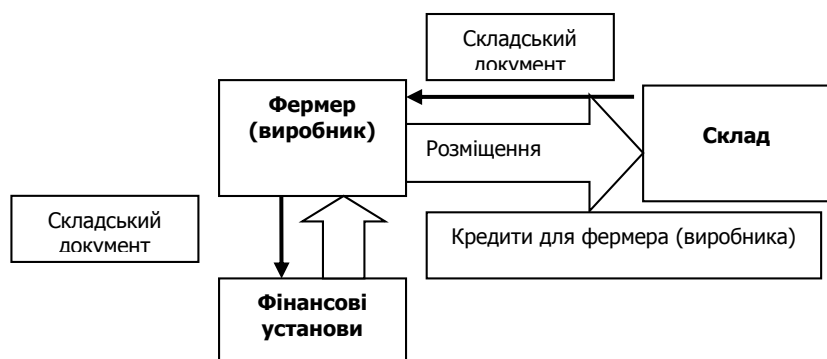 Складський
документ
Фермер
(виробник)
Склад
Розміщення
Складський
документ
Кредити для фермера (виробника)
Фінансові
установи